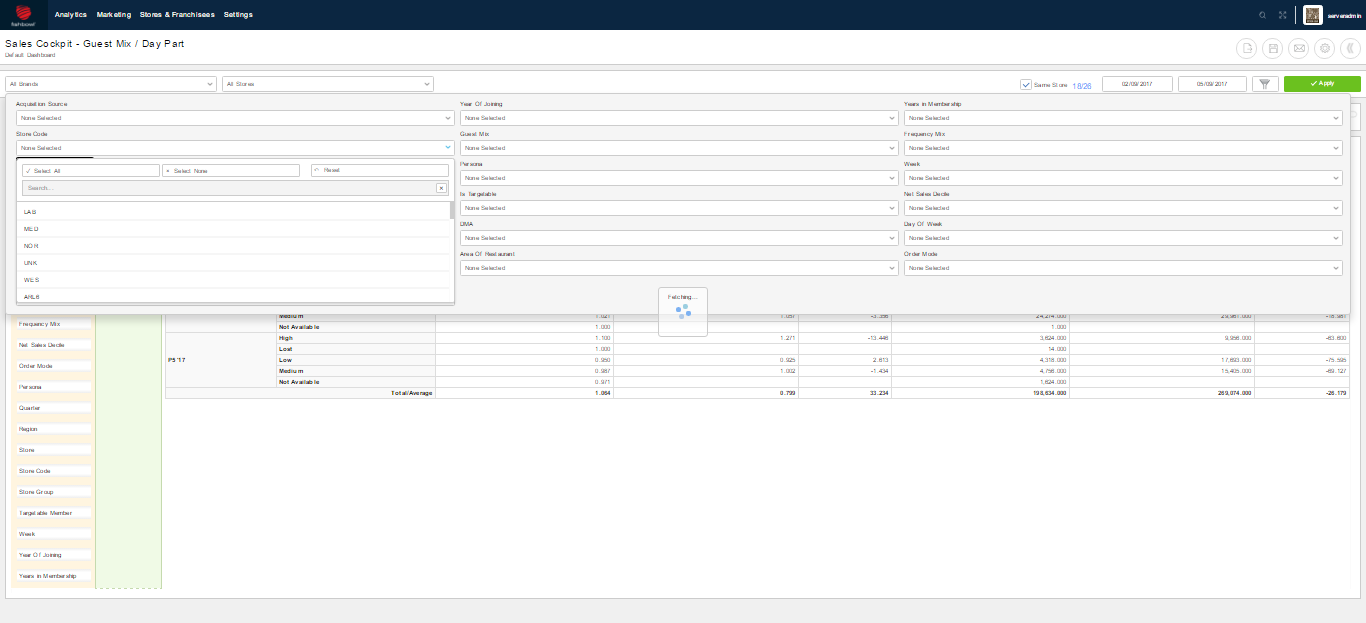 fishbowl Analytics Marketing Stores & Franchisees Settings serveradmin
Sales Cockpit - Guest Mix / Day Part
Default Dashboard
All Brands All Stores Same Store 18/26 02/09/2017 05/09/2017 Apply
Acquisition Source Year Of Joining Years in Membership
None Selected None Selected None Selected
Store Code Guest Mix Frequency Mix
None Selected None Selected None Selected
Persona Week
Select All Select None Reset
None Selected None Selected
Search... x
Is Targetable Net Sales Decile
LAB None Selected None Selected
MED DMA Day Of Week
NOR None Selected None Selected
Area Of Restaurant Order Mode
UNK None Selected None Selected
WES
ARLB Fetching...
Medium 1.021 1.057 -3.356 24,274.000 29,967.000 -18.997
Frequency Mix Not Available 1.000 1.000
High 1.100 1.271 -13.446 3,624.000 9,956.000 -63.600
Net Sales Decile Lost 1.000 14.000
P5 '17 Low 0.950 0.925 2.613 4,318.000 17,693.000 -75.595
Order Mode Medium 0.987 1.002 -1.434 4,756.000 15,405.000 -69.127
Persona Not Available 0.971 1,624.000
Total/Average 1.064 0.799 33.234 198,634.000 269,074.000 -26.179
Quarter
Region
Store
Store Code
Store Group
Targetable Member
Week
Year Of Joining
Years in Membership